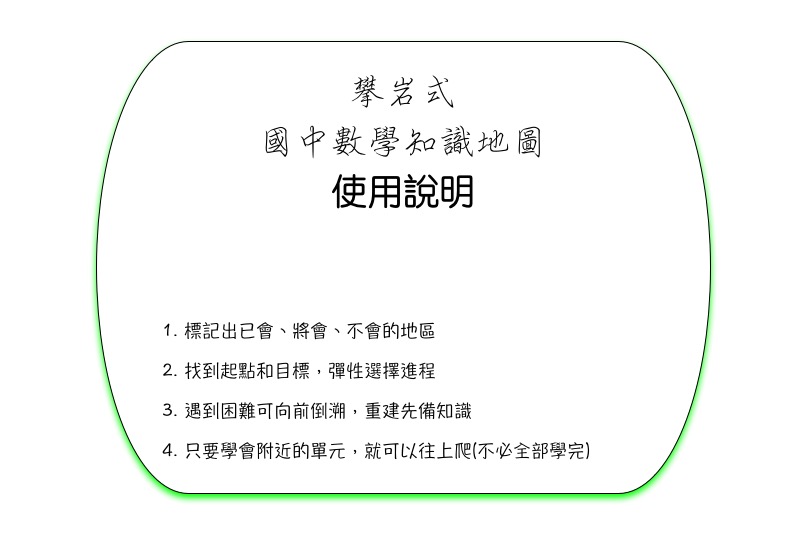 攀岩式
國中數學知識地圖
使用說明
1. 標記出已會、將會、不會的地區
2. 找到起點和目標，彈性選擇進程
3. 遇到困難可向前倒溯，重建先備知識
4. 只要學會附近的單元，就可以往上爬(不必全部學完)